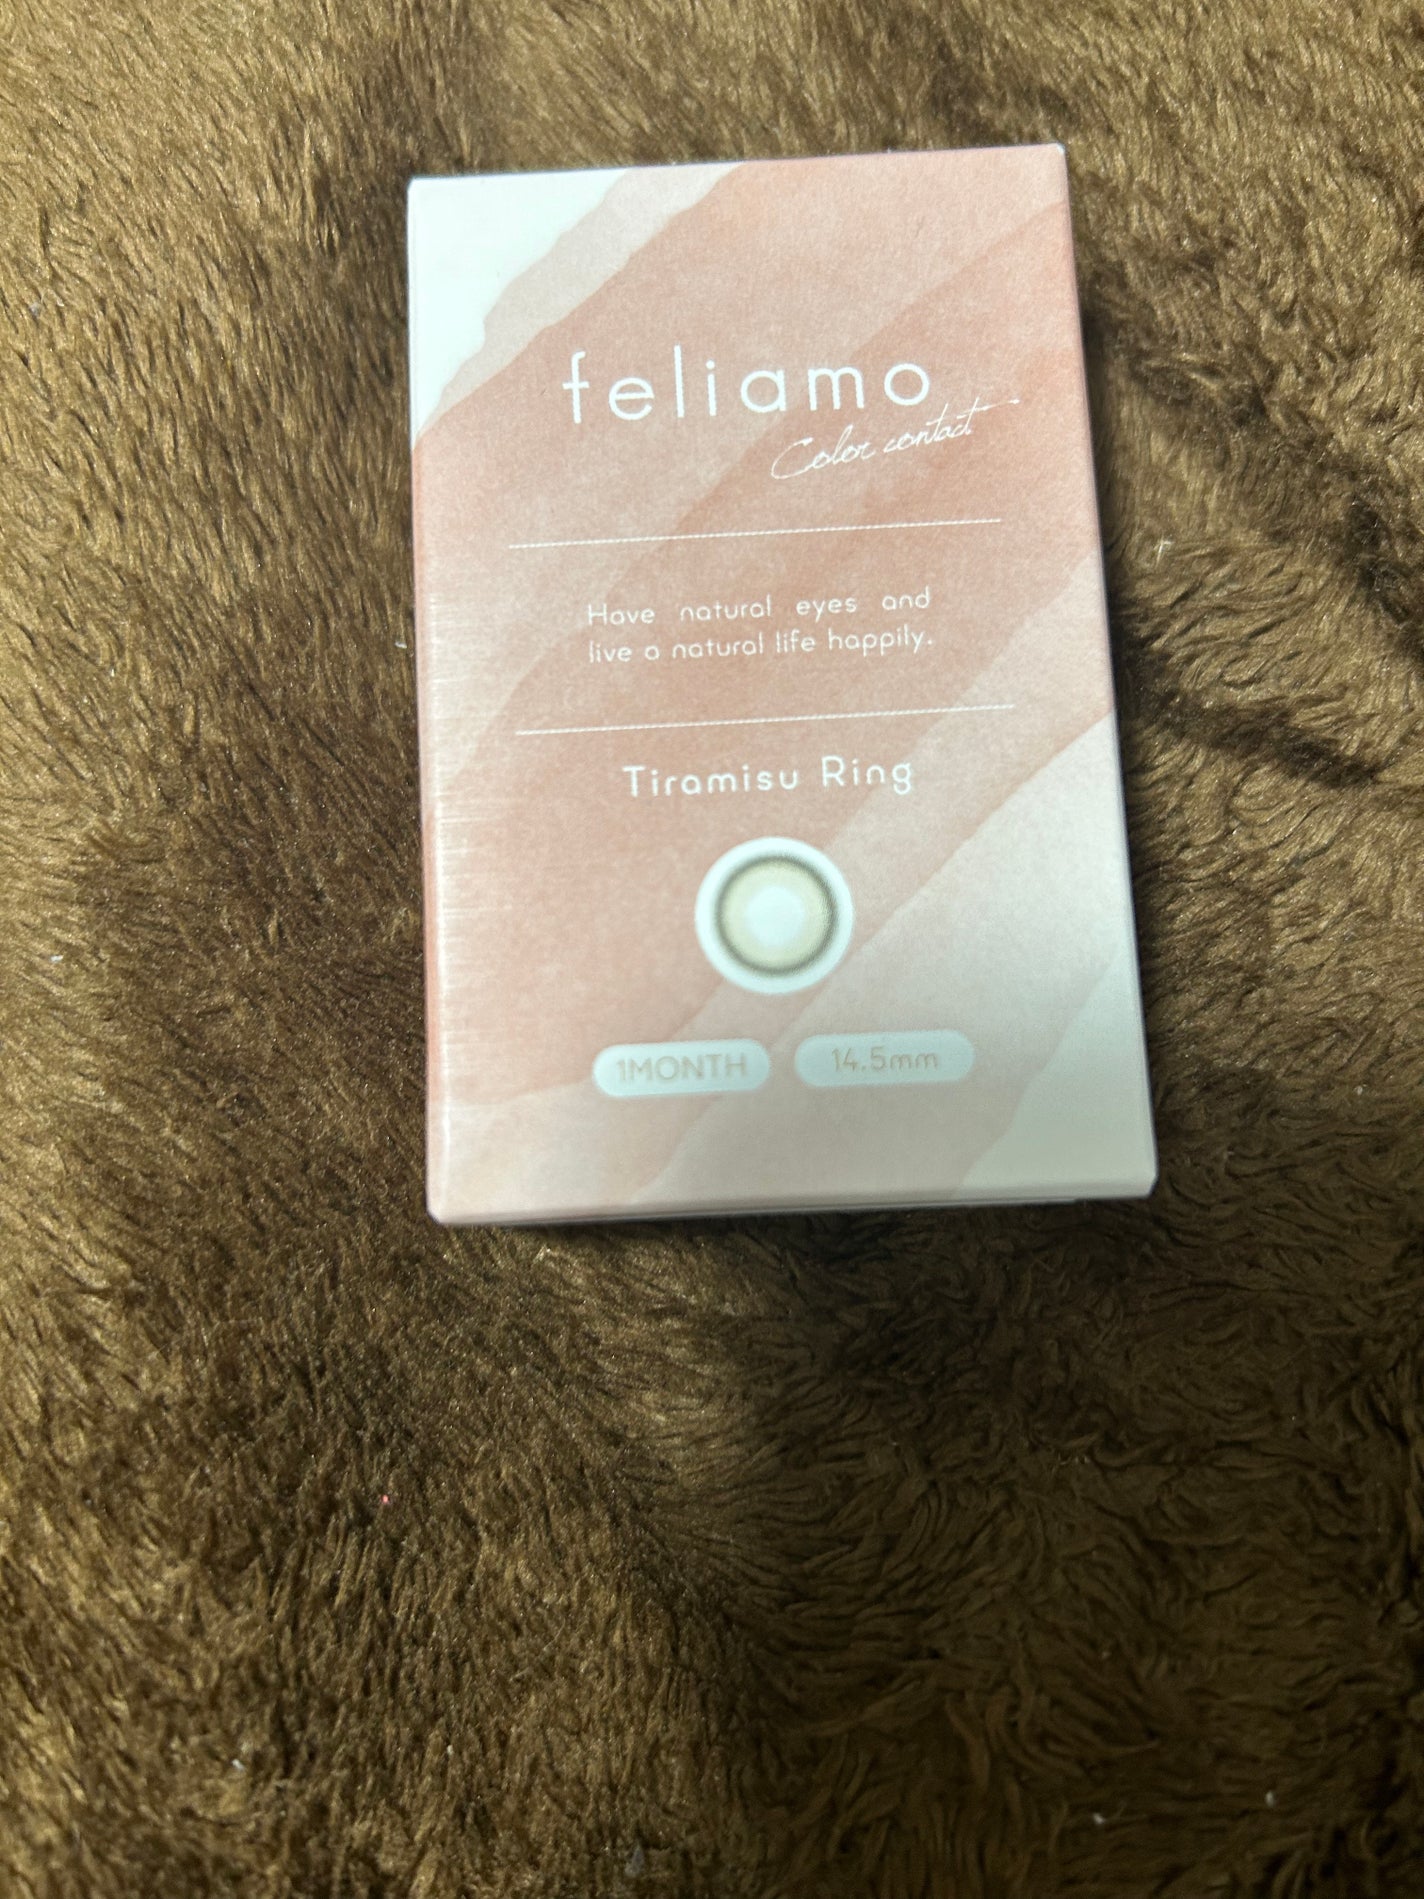 feliamo
Color contact
Have natural eyes and
live a natural life happily.
Tiramisu Ring
1MONTH
14.5mm